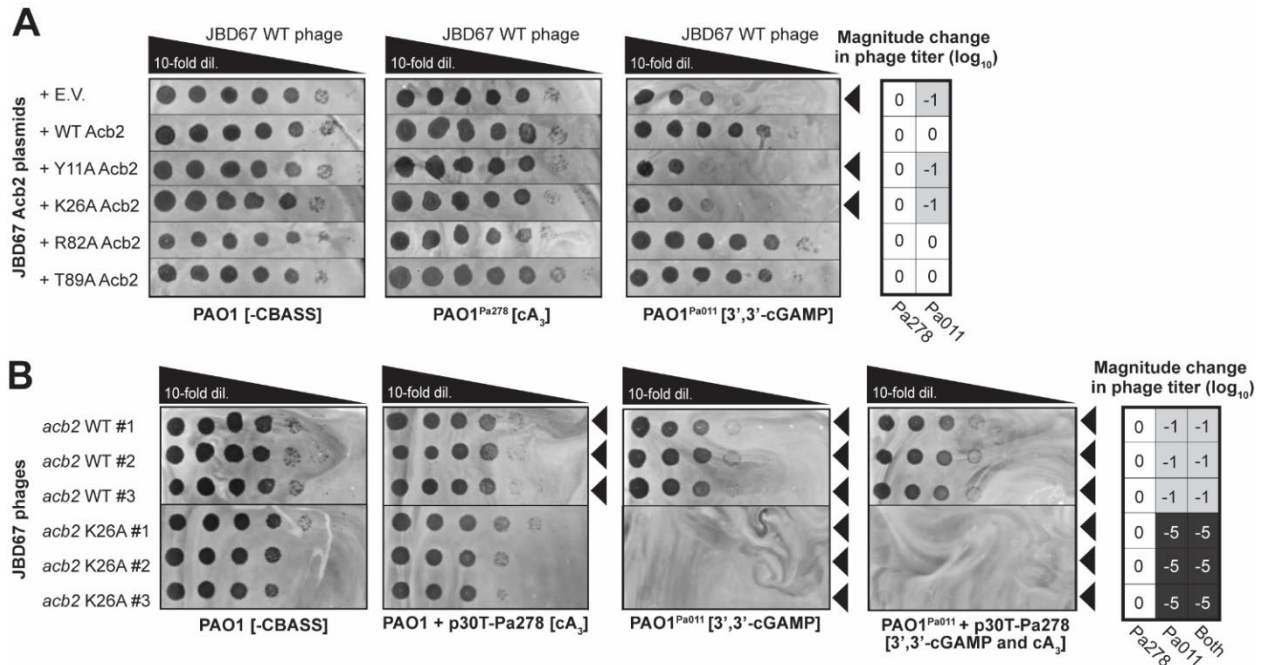 A
JBD67 WT phage
JBD67 WT phage
JBD67 WT phage
Magnitude change
in phage titer (log₁₀)
10-fold dil.
10-fold dil.
10-fold dil.
JBD67 Acb2 plasmids
+ E.V.
+ WT Acb2
+ Y11A Acb2
+ K26A Acb2
+ R82A Acb2
+ T89A Acb2
0 -1
0 0
0 -1
0 -1
0 0
0 0
PAO1 [-CBASS]
PAO1ᴾᵃ²⁷⁸ [cA₃]
PAO1ᴾᵃ⁰¹¹ [3’,3’-cGAMP]
Pa278
Pa011
B
Magnitude change
in phage titer (log₁₀)
10-fold dil.
10-fold dil.
10-fold dil.
10-fold dil.
JBD67 phages
acb2 WT #1
acb2 WT #2
acb2 WT #3
acb2 K26A #1
acb2 K26A #2
acb2 K26A #3
0 -1 -1
0 -1 -1
0 -1 -1
0 -5 -5
0 -5 -5
0 -5 -5
PAO1 [-CBASS]
PAO1 + p30T-Pa278 [cA₃]
PAO1ᴾᵃ⁰¹¹ [3’,3’-cGAMP]
PAO1ᴾᵃ⁰¹¹ + p30T-Pa278
[3’,3’-cGAMP and cA₃]
Pa278
Pa011
Both